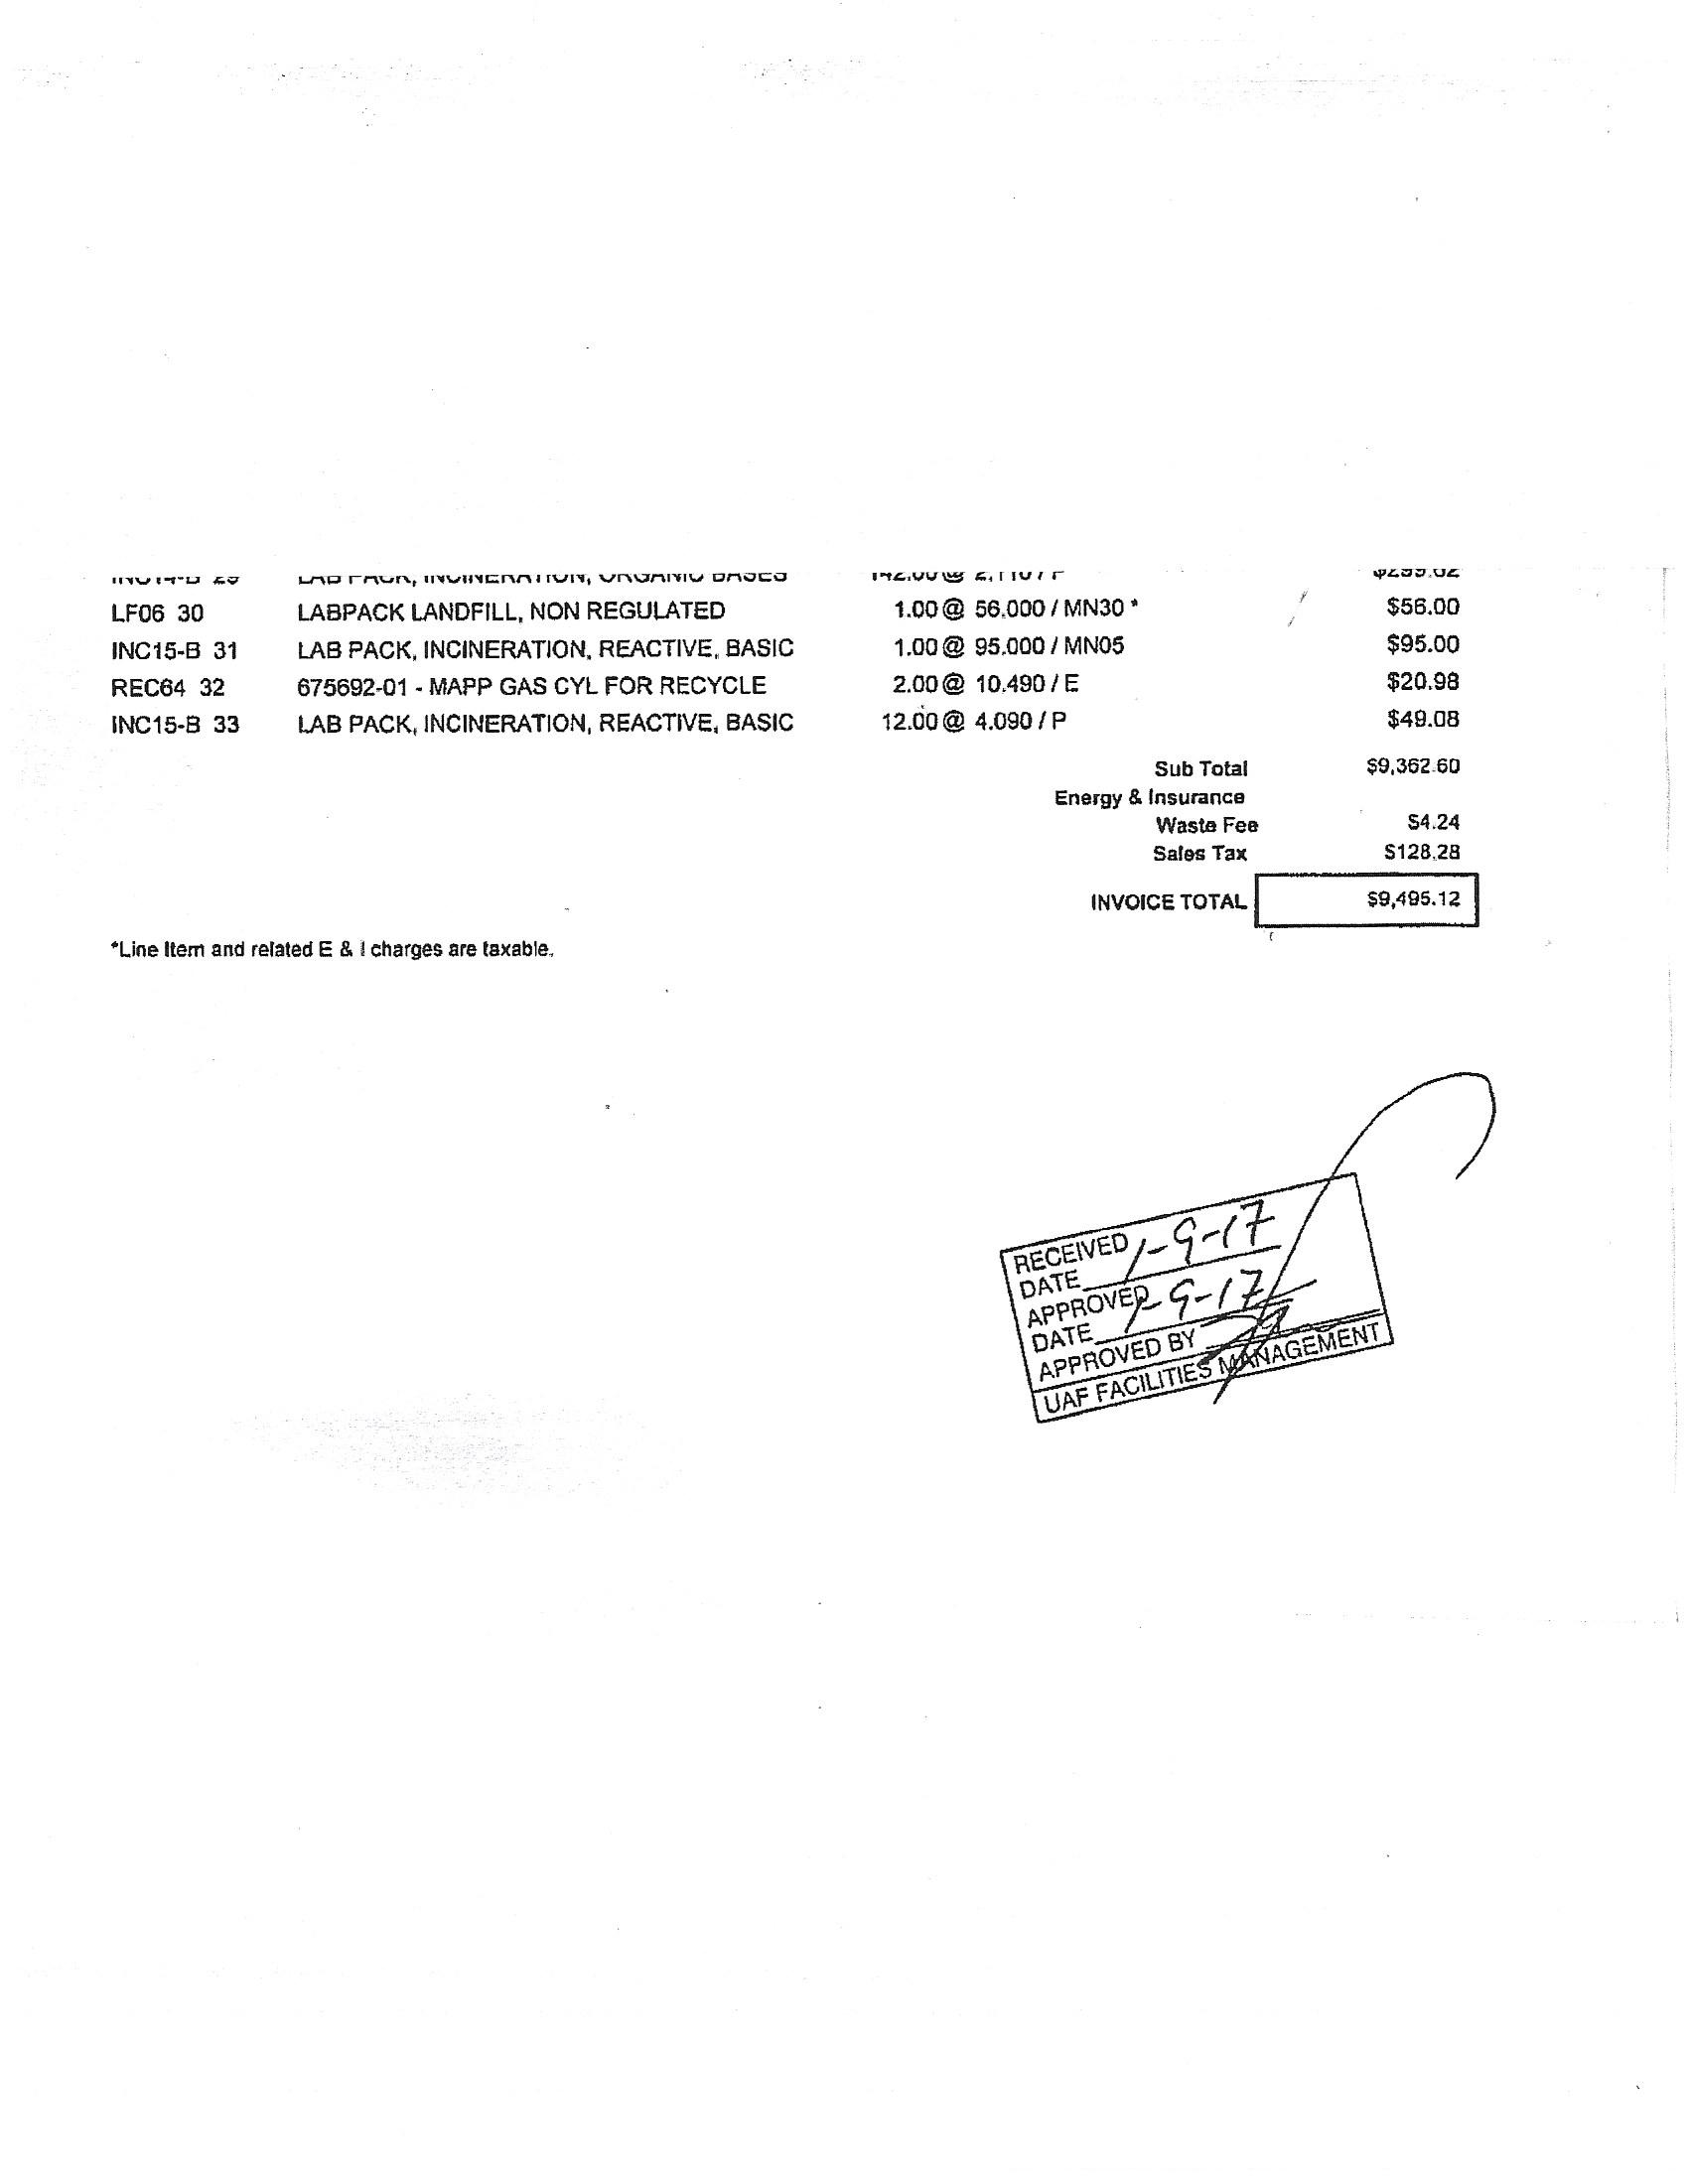 LF06 30 LABPACK LANDFILL, NON REGULATED 1.00@ 56.000 / MN30 * $56.00
INC15-B 31 LAB PACK, INCINERATION, REACTIVE, BASIC 1.00@ 95.000 / MN05 $95.00
REC64 32 675692-01 - MAPP GAS CYL FOR RECYCLE 2.00@ 10.490 / E $20.98
INC15-B 33 LAB PACK, INCINERATION, REACTIVE, BASIC 12.00@ 4.090 / P $49.08
Sub Total $9,362.60
Energy & Insurance
Waste Fee $4.24
Sales Tax $128.28
INVOICE TOTAL $9,495.12
*Line Item and related E & I charges are taxable.
RECEIVED
DATE 1-9-17
APPROVED
DATE 1-9-17
APPROVED BY
UAF FACILITIES MANAGEMENT